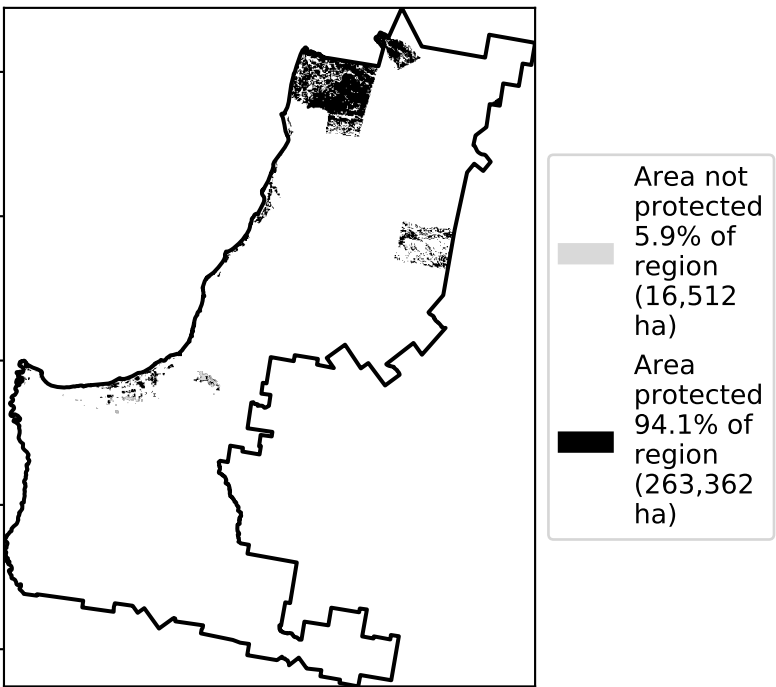 Area not
protected
5.9% of
region
(16,512
ha)
Area
protected
94.1% of
region
(263,362
ha)